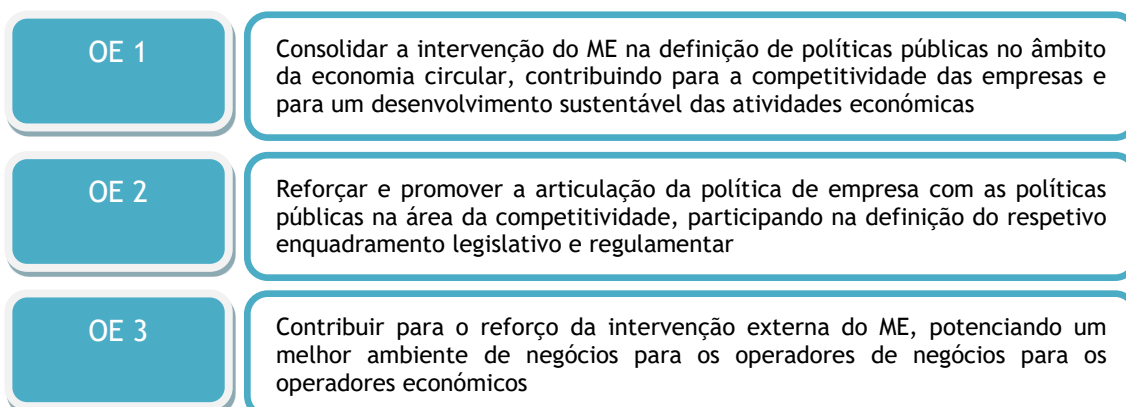 OE 1
Consolidar a intervenção do ME na definição de políticas públicas no âmbito
da economia circular, contribuindo para a competitividade das empresas e
para um desenvolvimento sustentável das atividades económicas
OE 2
Reforçar e promover a articulação da política de empresa com as políticas
públicas na área da competitividade, participando na definição do respetivo
enquadramento legislativo e regulamentar
OE 3
Contribuir para o reforço da intervenção externa do ME, potenciando um
melhor ambiente de negócios para os operadores de negócios para os
operadores económicos